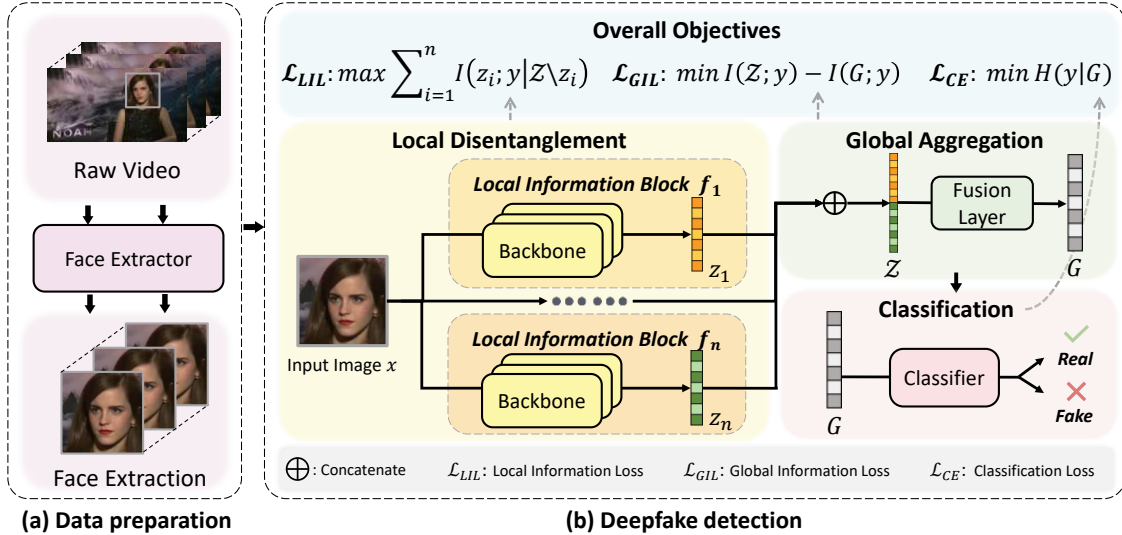 NOAH
Raw Video
Face Extractor
Face Extraction
(a) Data preparation
Overall Objectives
ℒ_LIL: max ∑_{i=1}^{n} I(z_i; y|𝒵\z_i)
ℒ_GIL: min I(𝒵; y) − I(G; y)
ℒ_CE: min H(y|G)
Local Disentanglement
Local Information Block f_1
Backbone
z_1
Input Image x
Local Information Block f_n
Backbone
z_n
Global Aggregation
Fusion
Layer
𝒵
G
Classification
Classifier
G
Real
Fake
⊕: Concatenate
ℒ_LIL: Local Information Loss
ℒ_GIL: Global Information Loss
ℒ_CE: Classification Loss
(b) Deepfake detection